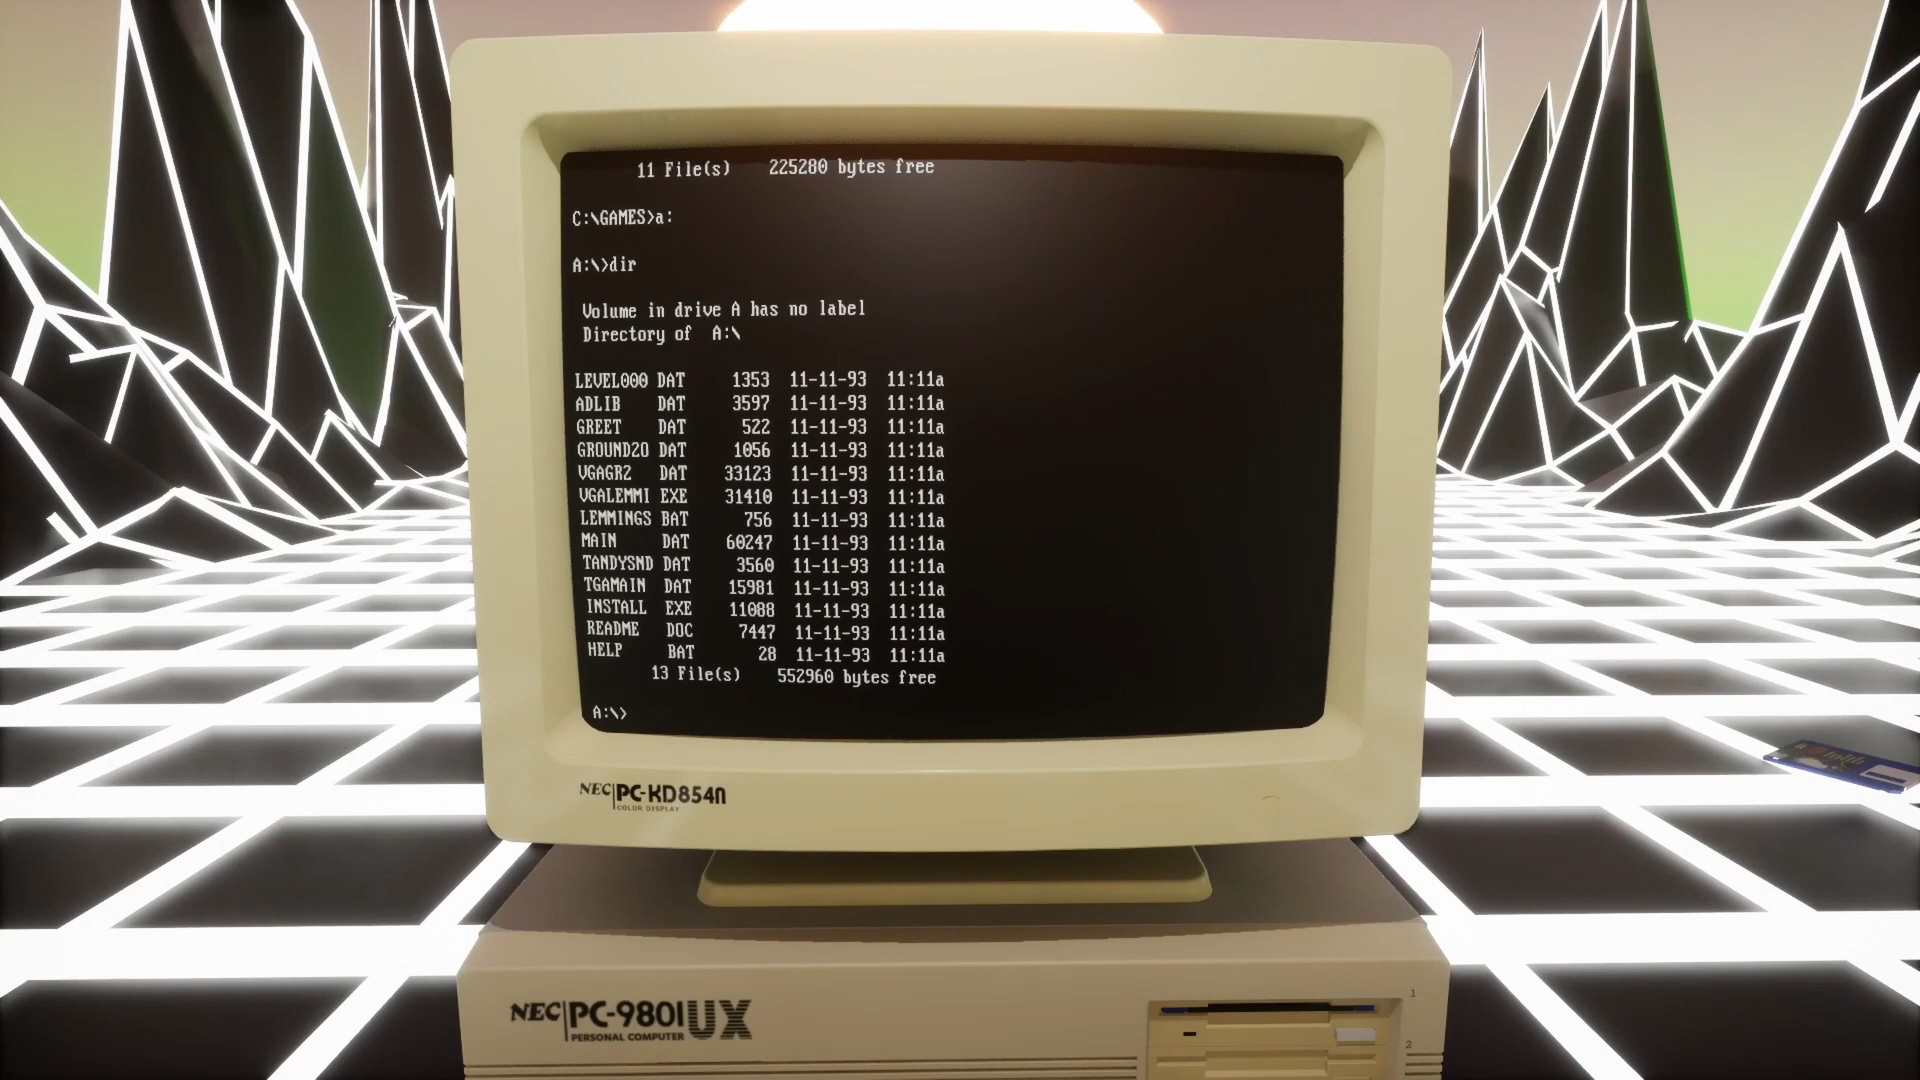 11 File(s)    225280 bytes free
C:\GAMES>a:
A:\>dir
Volume in drive A has no label
Directory of  A:\
LEVEL000 DAT     1353  11-11-93  11:11a
ADLIB    DAT     3597  11-11-93  11:11a
GREET    DAT      522  11-11-93  11:11a
GROUND2O DAT     1056  11-11-93  11:11a
VGAGR2   DAT    33123  11-11-93  11:11a
VGALEMMI EXE    31410  11-11-93  11:11a
LEMMINGS BAT      756  11-11-93  11:11a
MAIN     DAT    60247  11-11-93  11:11a
TANDYSND DAT     3560  11-11-93  11:11a
TGAMAIN  DAT    15981  11-11-93  11:11a
INSTALL  EXE    11088  11-11-93  11:11a
README   DOC     7447  11-11-93  11:11a
HELP     BAT       28  11-11-93  11:11a
13 File(s)    552960 bytes free
A:\>
NEC PC-KD854n
COLOR DISPLAY
NEC PC-9801UX
PERSONAL COMPUTER
1
2